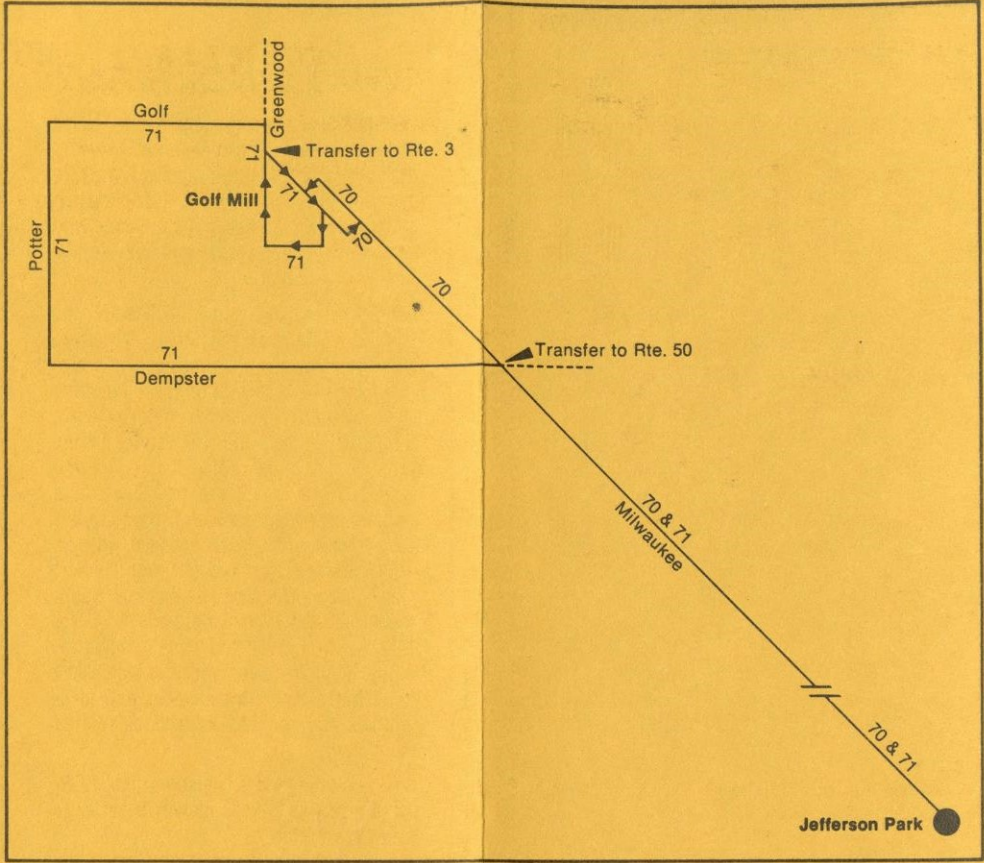 Greenwood
Golf
71
71
Transfer to Rte. 3
71
70
Golf Mill
70
71
Potter
71
70
Transfer to Rte. 50
71
Dempster
70 & 71
Milwaukee
70 & 71
Jefferson Park